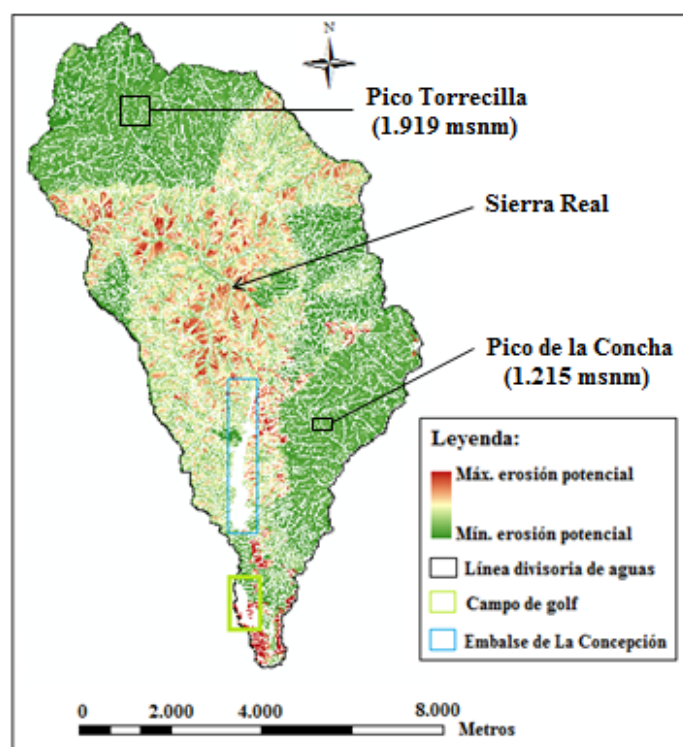 N
Pico Torrecilla
(1.919 msnm)
Sierra Real
Pico de la Concha
(1.215 msnm)
Leyenda:
Máx. erosión potencial
Mín. erosión potencial
Línea divisoria de aguas
Campo de golf
Embalse de La Concepción
0 2.000 4.000 8.000
Metros